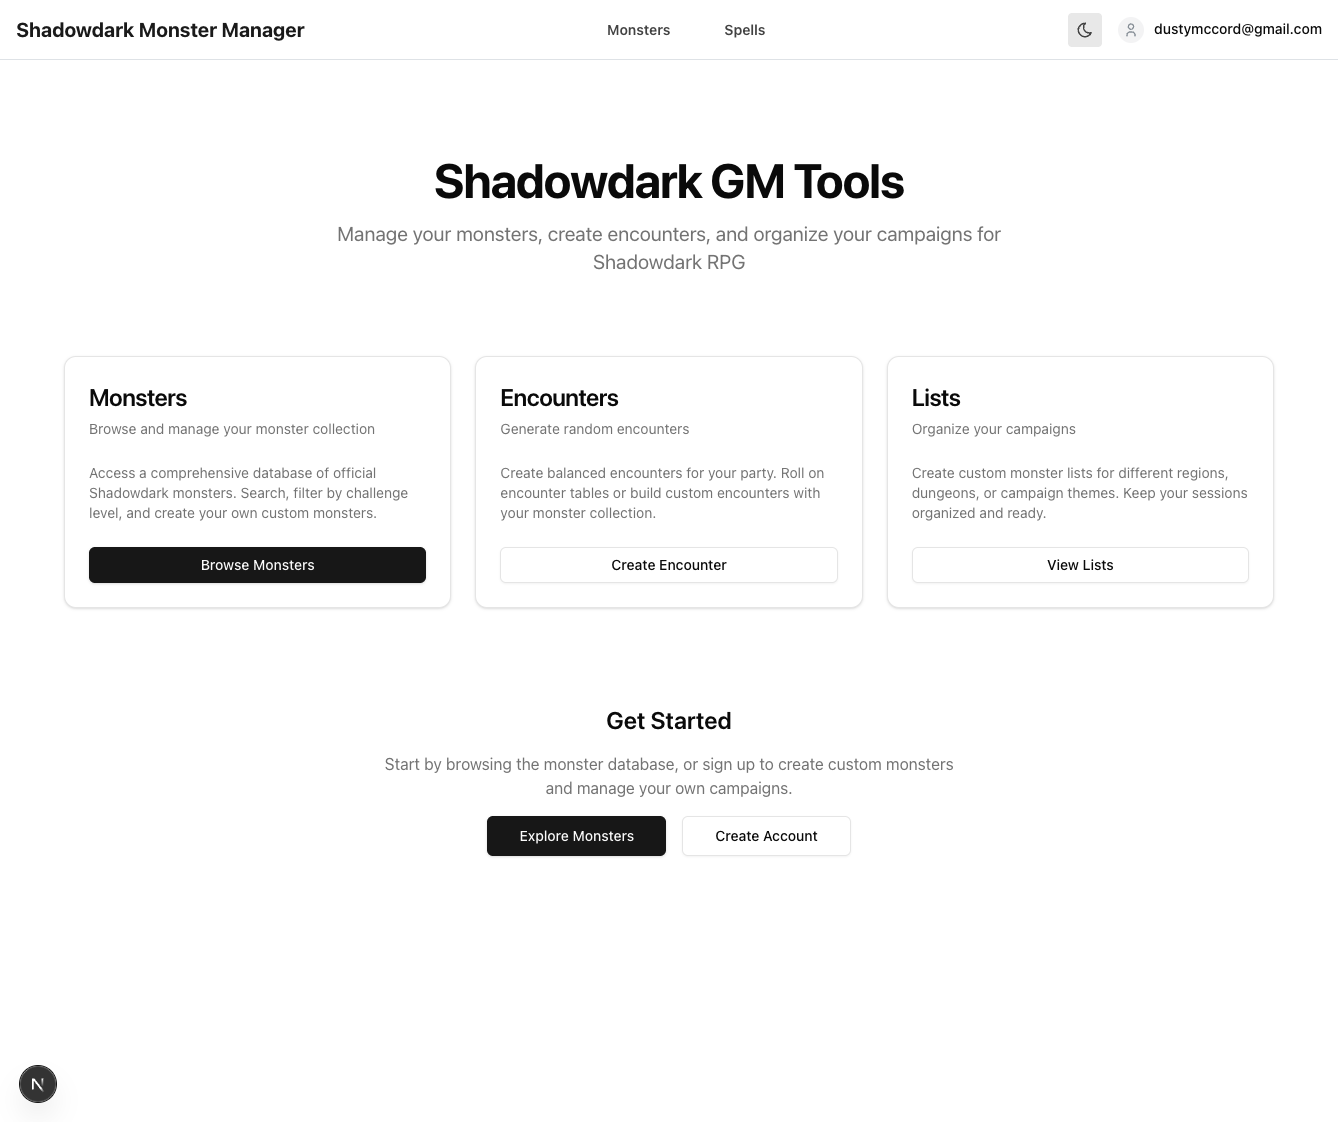 Shadowdark Monster Manager
Monsters
Spells
dustymccord@gmail.com
Shadowdark GM Tools
Manage your monsters, create encounters, and organize your campaigns for
Shadowdark RPG
Monsters
Browse and manage your monster collection
Access a comprehensive database of official
Shadowdark monsters. Search, filter by challenge
level, and create your own custom monsters.
Browse Monsters
Encounters
Generate random encounters
Create balanced encounters for your party. Roll on
encounter tables or build custom encounters with
your monster collection.
Create Encounter
Lists
Organize your campaigns
Create custom monster lists for different regions,
dungeons, or campaign themes. Keep your sessions
organized and ready.
View Lists
Get Started
Start by browsing the monster database, or sign up to create custom monsters
and manage your own campaigns.
Explore Monsters
Create Account
N